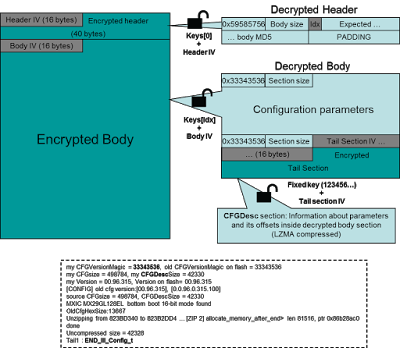 Decrypted Header
Header IV (16 bytes)
Encrypted header
(40 bytes)
Body IV (16 bytes)
Encrypted Body
Keys[0]
+
Header IV
0x59585756
Body size
Idx
Expected ...
... body MD5
PADDING
Decrypted Body
0x33343536
Section size
Configuration parameters
Keys[Idx]
+
Body IV
0x33343536
Section size
Tail Section IV ...
... (16 bytes)
Encrypted
Tail Section
Fixed key (123456...)
+
Tail section IV
CFGDesc section: Information about parameters
and its offsets inside decrypted body section
(LZMA compressed)
my CFGVersionMagic = 33343536, old CFGVersionMagic on flash = 33343536
my CFGsize = 498784, my CFGDescSize = 42330
my Version = 00.96.315, Version on flash= 00.96.315
[CONFIG] old cfg version:[00.96.315], [0.0.96.0.315.100]
source CFGsize = 498784, CFGDescSize = 42330
MXIC MX29GL128EL bottom boot 16-bit mode found
OldCfgHexSize:13667
Unzipping from 823BD340 to 823B2DD4 ... [ZIP 2] allocate_memory_after_end> len 81516, ptr 0x86b28ac0
done
Uncompressed size = 42328
Tail1 : END_III_Config_t